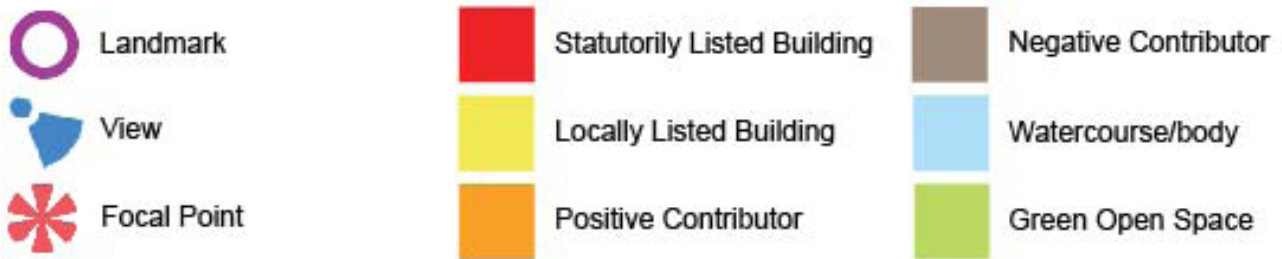 Landmark
View
Focal Point
Statutorily Listed Building
Locally Listed Building
Positive Contributor
Negative Contributor
Watercourse/body
Green Open Space